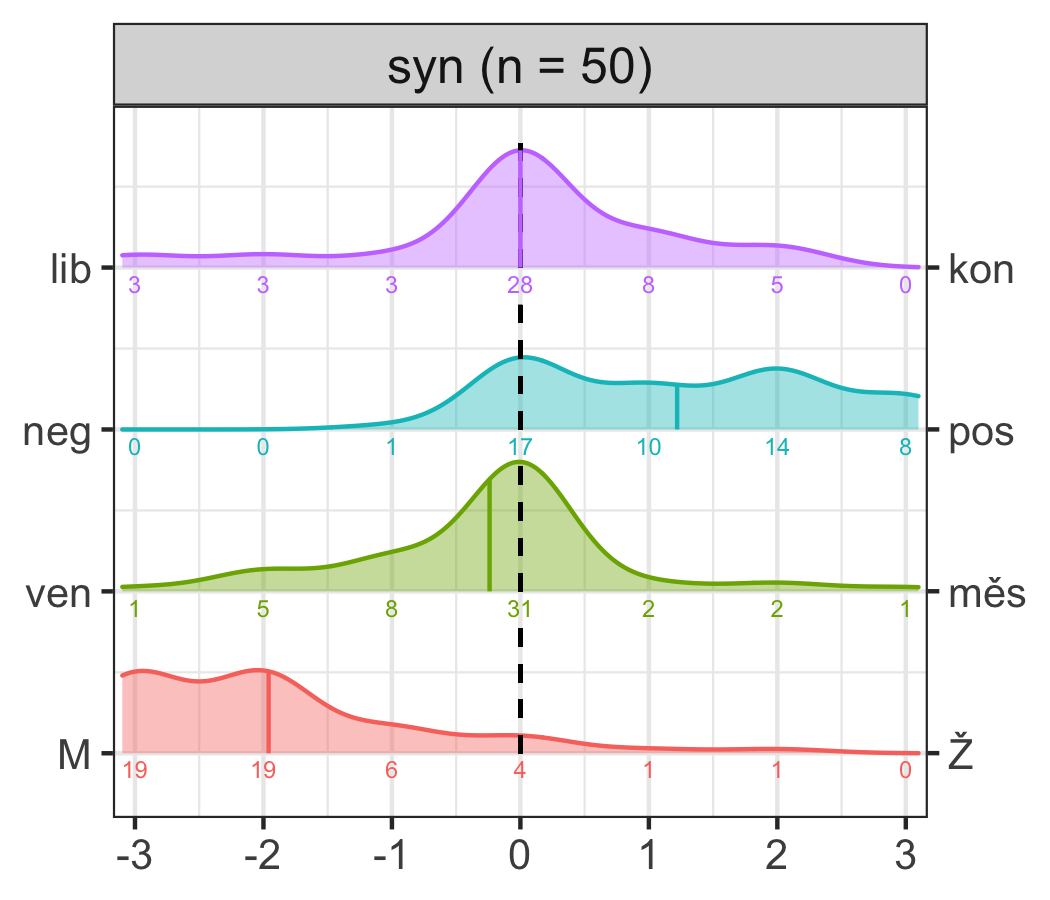 syn (n = 50)
lib kon
3 3 3 28 8 5 0
neg pos
0 0 1 17 10 14 8
ven měs
1 5 8 31 2 2 1
M Ž
19 19 6 4 1 1 0
-3 -2 -1 0 1 2 3